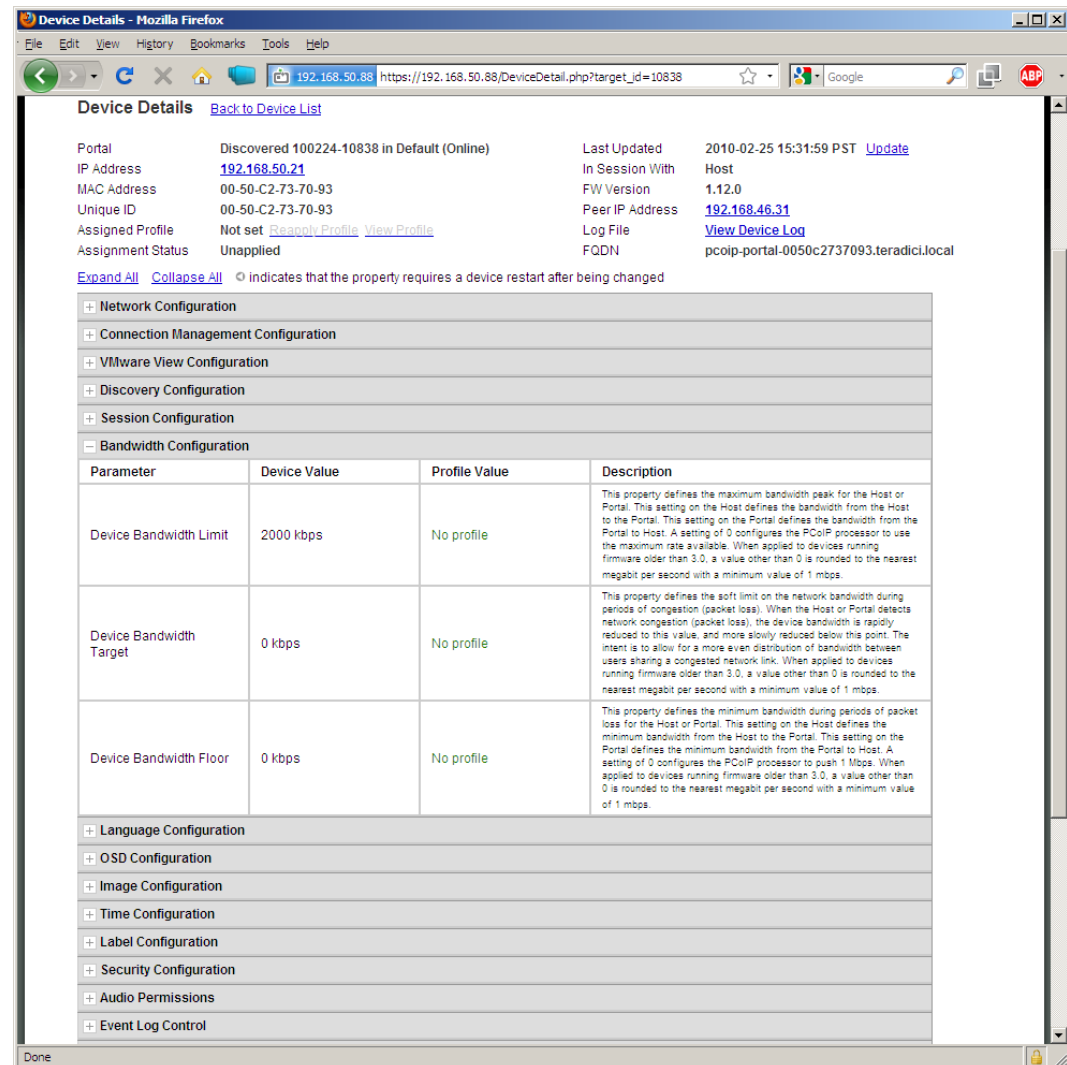 Device Details - Mozilla Firefox
File Edit View History Bookmarks Tools Help
192.168.50.88 https://192.168.50.88/DeviceDetail.php?target_id=10838 Google ABP
Device Details Back to Device List
Portal Discovered 100224-10838 in Default (Online) Last Updated 2010-02-25 15:31:59 PST Update
IP Address 192.168.50.21 In Session With Host
MAC Address 00-50-C2-73-70-93 FW Version 1.12.0
Unique ID 00-50-C2-73-70-93 Peer IP Address 192.168.46.31
Assigned Profile Not set Reapply Profile View Profile Log File View Device Log
Assignment Status Unapplied FQDN pcoip-portal-0050c2737093.teradici.local
Expand All Collapse All indicates that the property requires a device restart after being changed
Network Configuration
Connection Management Configuration
VMware View Configuration
Discovery Configuration
Session Configuration
Bandwidth Configuration
Parameter Device Value Profile Value Description
Device Bandwidth Limit 2000 kbps No profile
This property defines the maximum bandwidth peak for the Host or
Portal. This setting on the Host defines the bandwidth from the Host
to the Portal. This setting on the Portal defines the bandwidth from the
Portal to Host. A setting of 0 configures the PCoIP processor to use
the maximum rate available. When applied to devices running
firmware older than 3.0, a value other than 0 is rounded to the nearest
megabit per second with a minimum value of 1 mbps.
Device Bandwidth
Target 0 kbps No profile
This property defines the soft limit on the network bandwidth during
periods of congestion (packet loss). When the Host or Portal detects
network congestion (packet loss), the device bandwidth is rapidly
reduced to this value, and more slowly reduced below this point. The
intent is to allow for a more even distribution of bandwidth between
users sharing a congested network link. When applied to devices
running firmware older than 3.0, a value other than 0 is rounded to the
nearest megabit per second with a minimum value of 1 mbps.
Device Bandwidth Floor 0 kbps No profile
This property defines the minimum bandwidth during periods of packet
loss for the Host or Portal. This setting on the Host defines the
minimum bandwidth from the Host to the Portal. This setting on the
Portal defines the minimum bandwidth from the Portal to Host. A
setting of 0 configures the PCoIP processor to push 1 Mbps. When
applied to devices running firmware older than 3.0, a value other than
0 is rounded to the nearest megabit per second with a minimum value
of 1 mbps.
Language Configuration
OSD Configuration
Image Configuration
Time Configuration
Label Configuration
Security Configuration
Audio Permissions
Event Log Control
Done